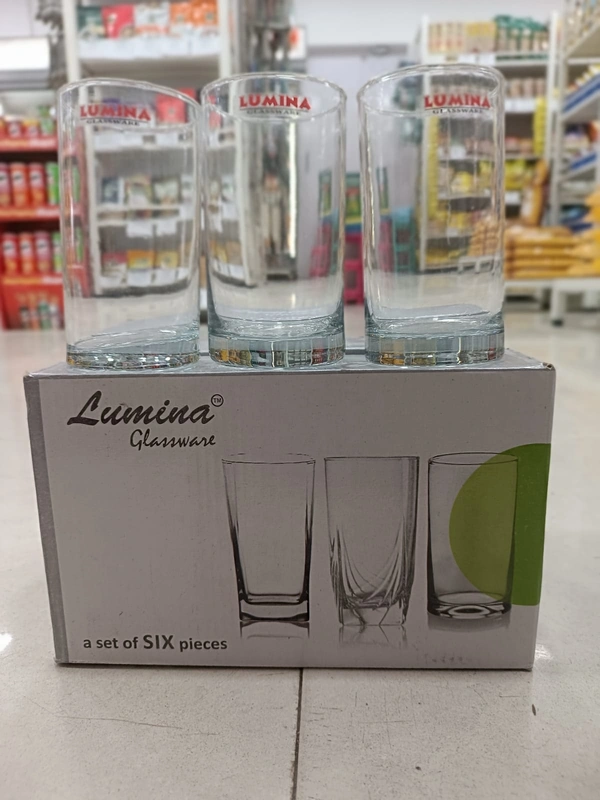 LUMINA
GLASSWARE
LUMINA
GLASSWARE
LUMINA
GLASSWARE
Lumina™
Glassware
a set of SIX pieces